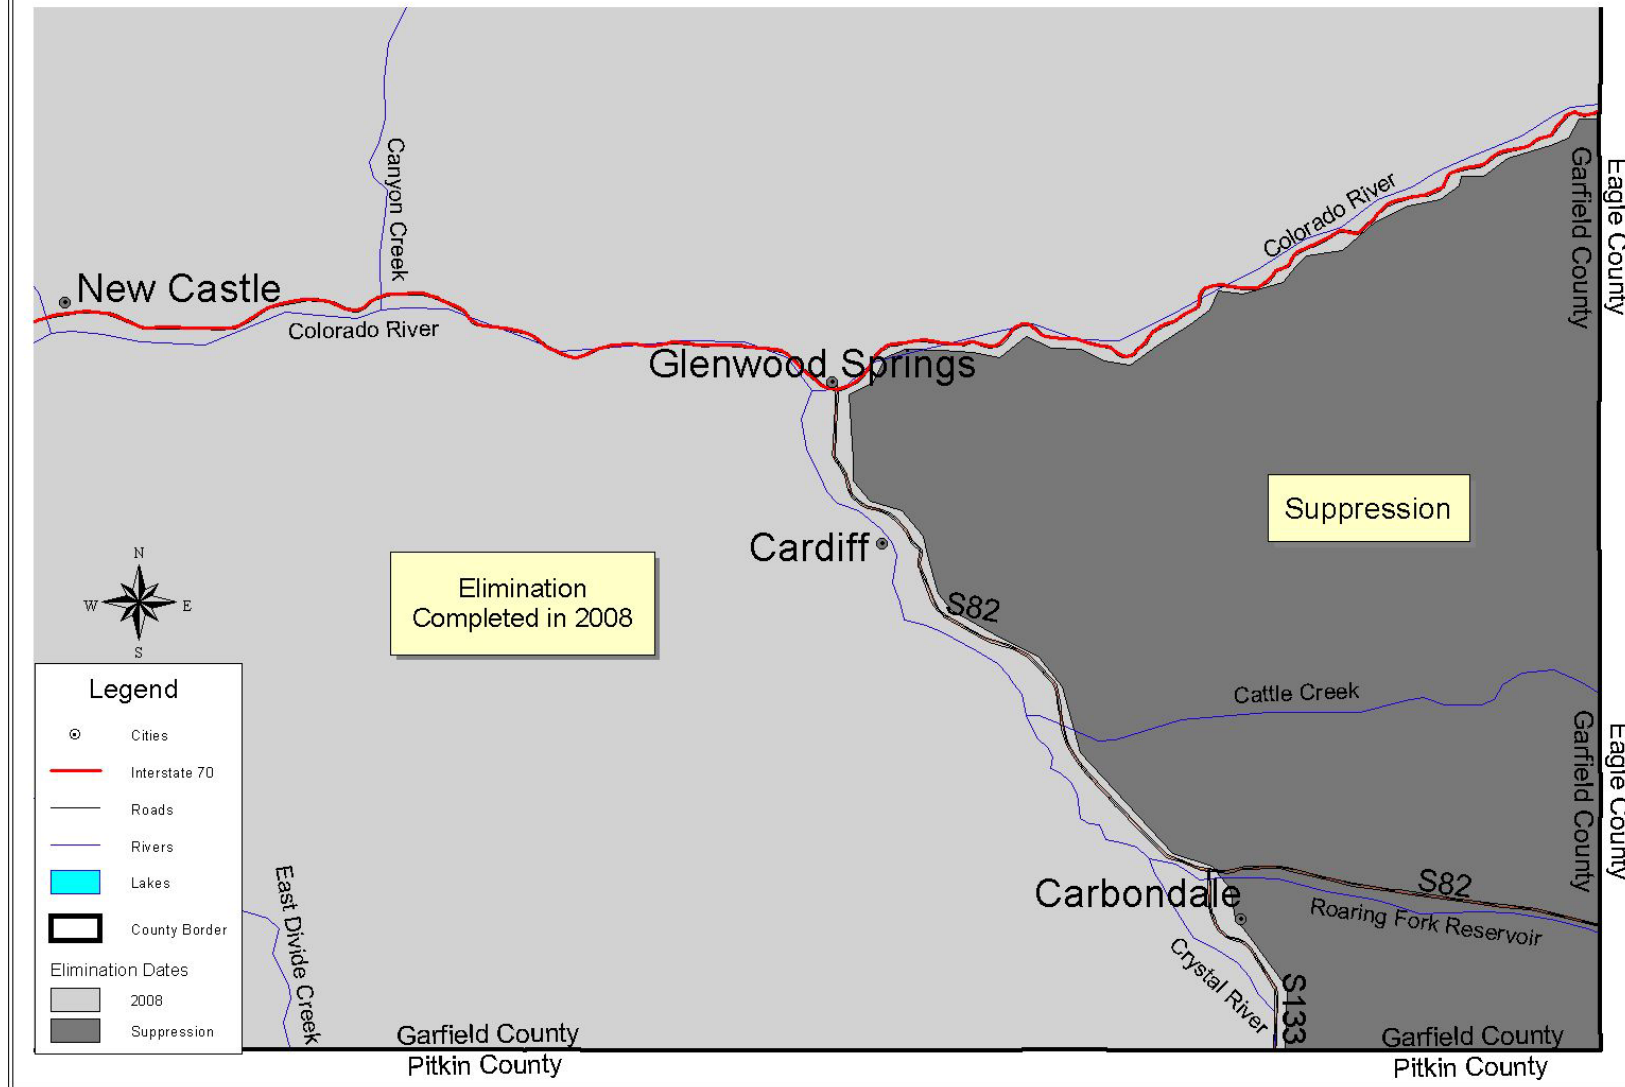 Canyon Creek
Colorado River
Garfield County
Eagle County
New Castle
Colorado River
Glenwood Springs
Suppression
Cardiff
Elimination
Completed in 2008
N
W
E
S
S82
Cattle Creek
Garfield County
Eagle County
Legend
Cities
Interstate 70
Roads
Rivers
Lakes
County Border
Elimination Dates
2008
Suppression
East Divide Creek
Carbondale
S82
Roaring Fork Reservoir
Crystal River
S133
Garfield County
Pitkin County
Garfield County
Pitkin County